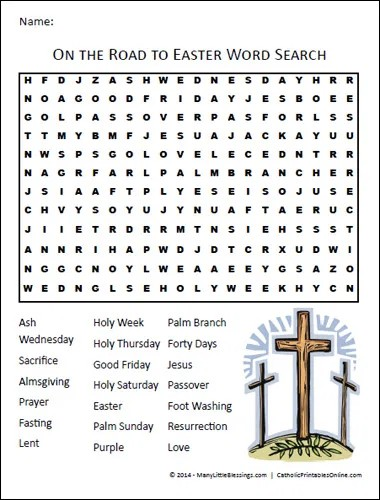 Name:
On the Road to Easter Word Search
H F D J Z A S H W E D N E S D A Y H R R
N O A G O O D F R I D A Y J E S B O E E
G O L P A S S O V E R P A S F O R L S S
T T M Y B M F J E S U A J A C K A Y U U
N W S P S G O L O V E L E C E D N T R R
N A G R F A R L P A L M B R A N C H E R
J S I A A F T P L Y E S E I S O J U S E
C H V Y S O Y U J Y N U A F T A E R U C
J I I E T R D R R M T N S I E H S S S T
A N N R I H A P W D J D T C R X U D W I
N G G C N O Y L W E A A E E Y G S A Z O
W E D N G L S E H O L Y W E E K H Y C N
Ash
Wednesday
Sacrifice
Almsgiving
Prayer
Fasting
Lent
Holy Week
Holy Thursday
Good Friday
Holy Saturday
Easter
Palm Sunday
Purple
Palm Branch
Forty Days
Jesus
Passover
Foot Washing
Resurrection
Love
© 2014 - ManyLittleBlessings.com | CatholicPrintablesOnline.com